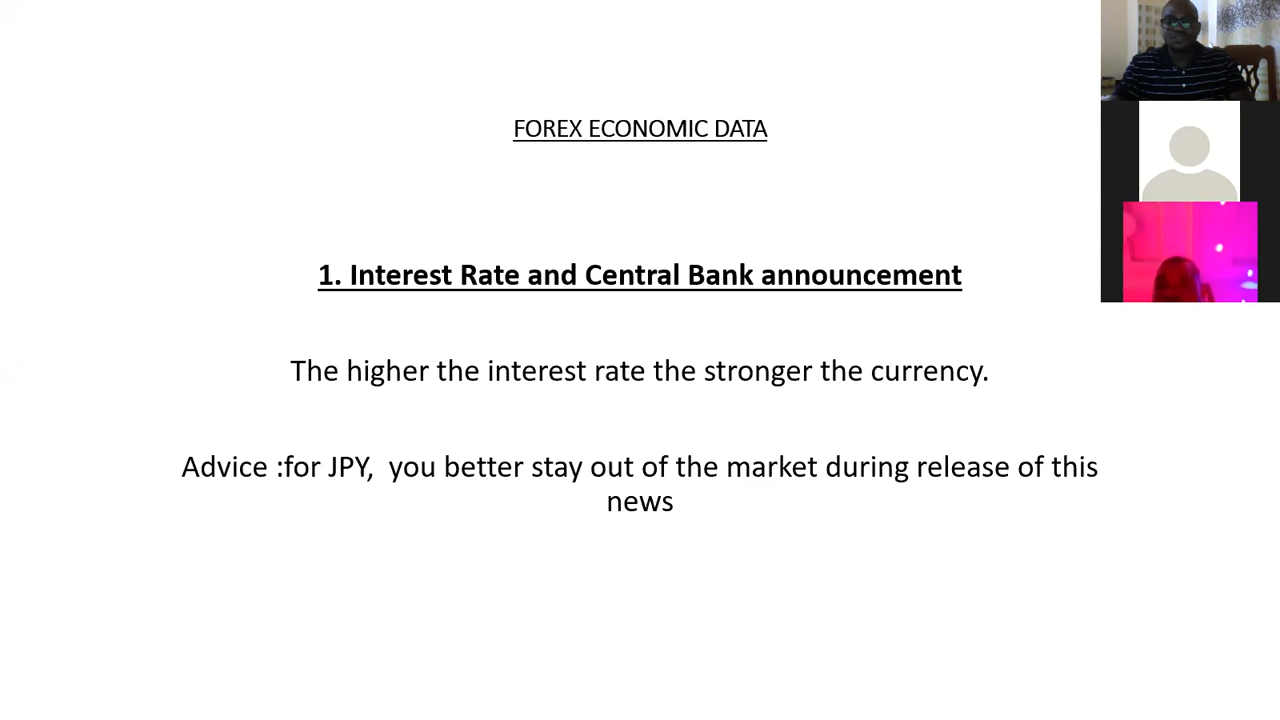 FOREX ECONOMIC DATA
1. Interest Rate and Central Bank announcement
The higher the interest rate the stronger the currency.
Advice :for JPY,  you better stay out of the market during release of this
news